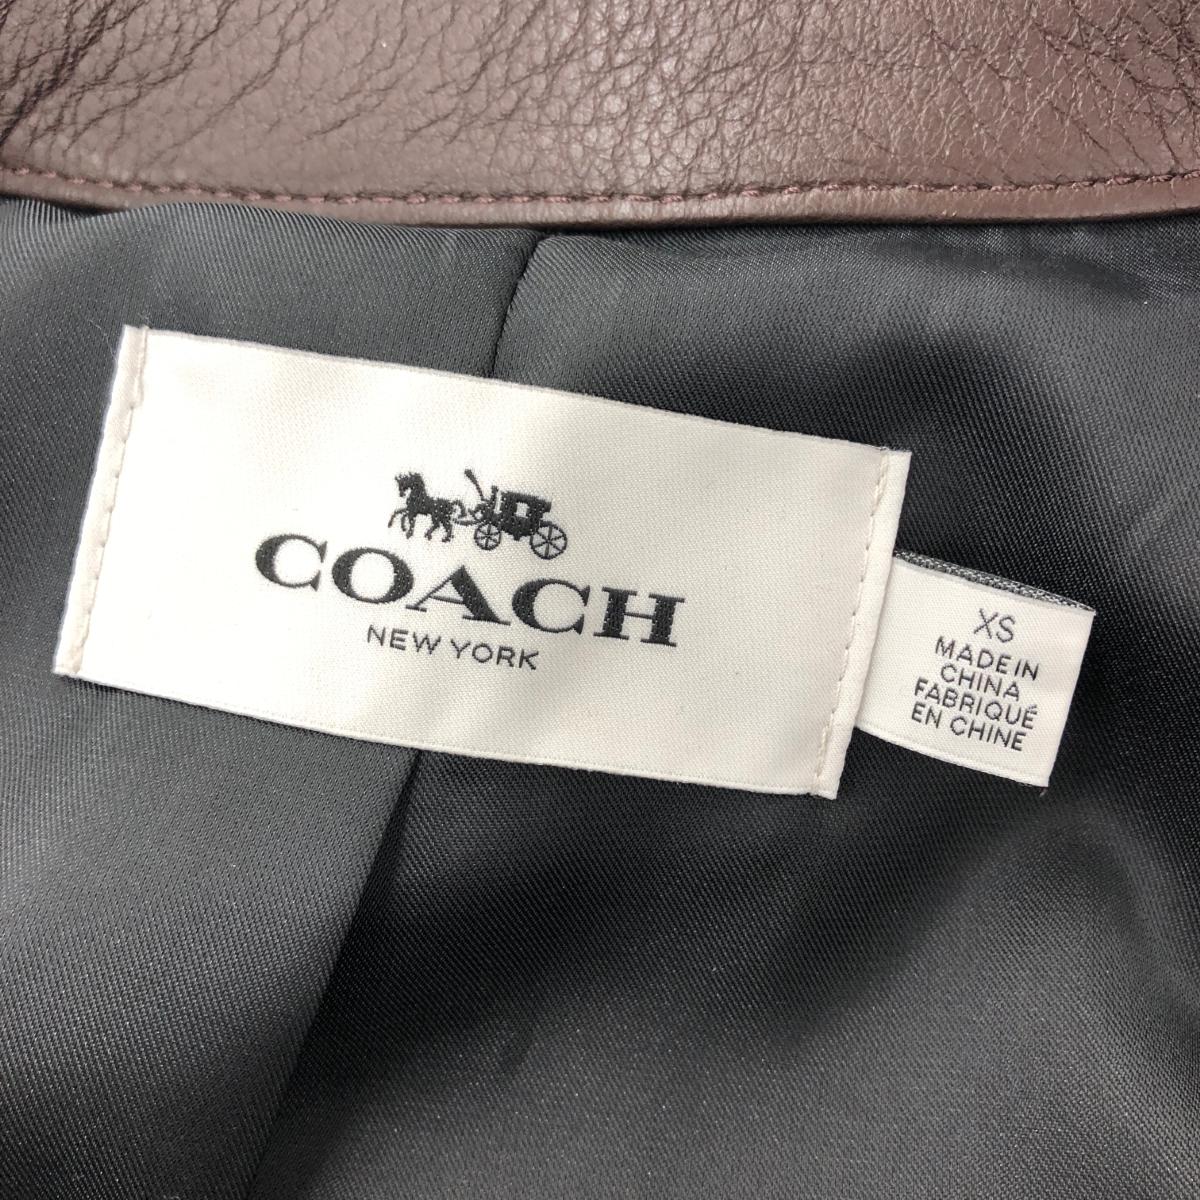 COACH
NEW YORK
XS
MADE IN
CHINA
FABRIQUÉ
EN CHINE